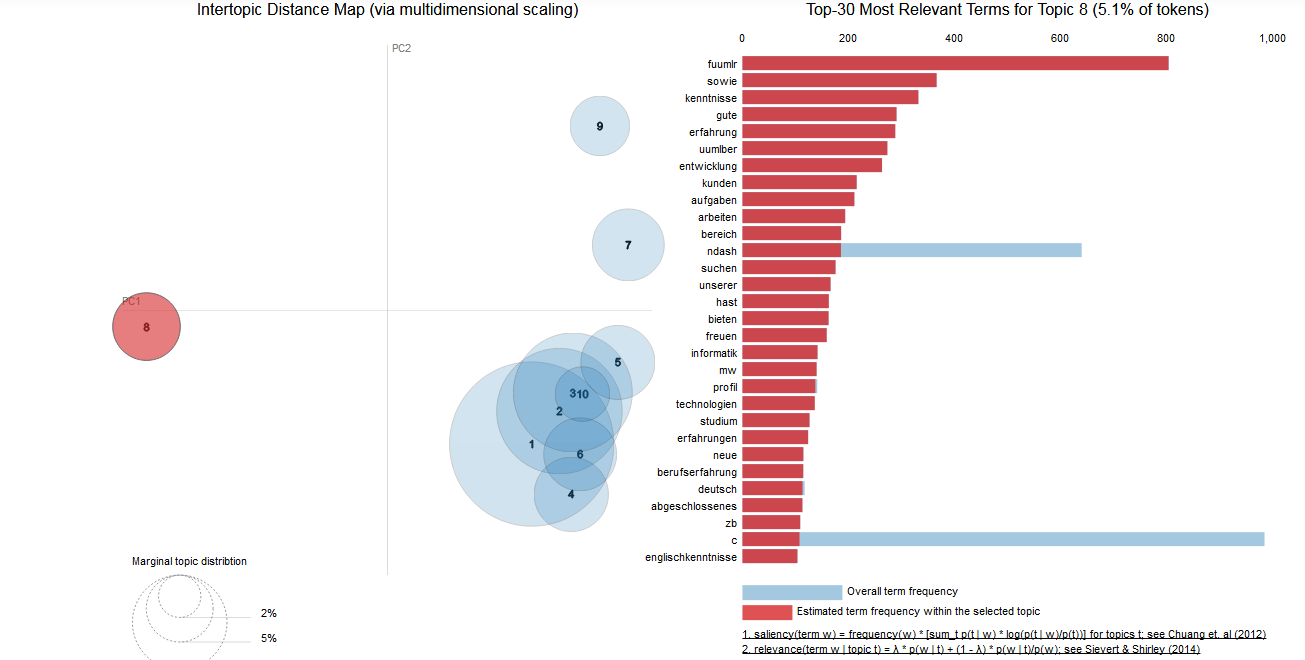 Intertopic Distance Map (via multidimensional scaling)
PC2
PC1
9
7
8
5
3
10
2
1
6
4
Marginal topic distribtion
2%
5%
Top-30 Most Relevant Terms for Topic 8 (5.1% of tokens)
0 200 400 600 800 1,000
fuumlr
sowie
kenntnisse
gute
erfahrung
uumlber
entwicklung
kunden
aufgaben
arbeiten
bereich
ndash
suchen
unserer
hast
bieten
freuen
informatik
mw
profil
technologien
studium
erfahrungen
neue
berufserfahrung
deutsch
abgeschlossenes
zb
c
englischkenntnisse
Overall term frequency
Estimated term frequency within the selected topic
1. saliency(term w) = frequency(w) * [sum_t p(t | w) * log(p(t | w)/p(t))] for topics t; see Chuang et. al (2012)
2. relevance(term w | topic t) = λ * p(w | t) + (1 - λ) * p(w | t)/p(w); see Sievert & Shirley (2014)